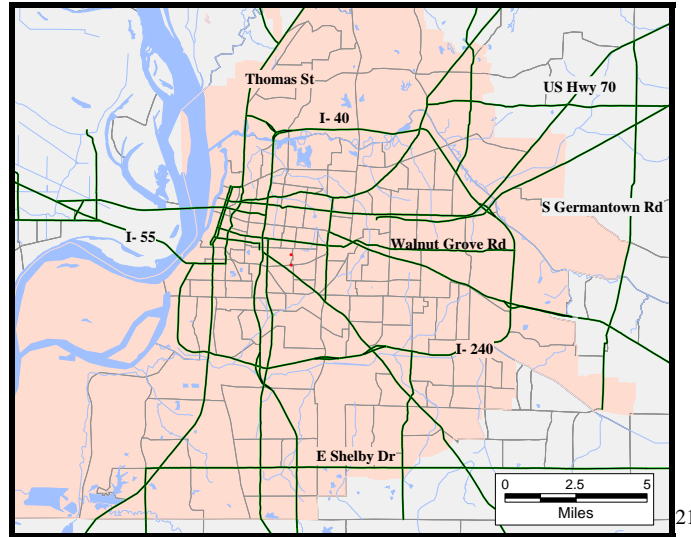 Thomas St
US Hwy 70
I- 40
S Germantown Rd
I- 55
Walnut Grove Rd
I- 240
E Shelby Dr
0 2.5 5
Miles
21